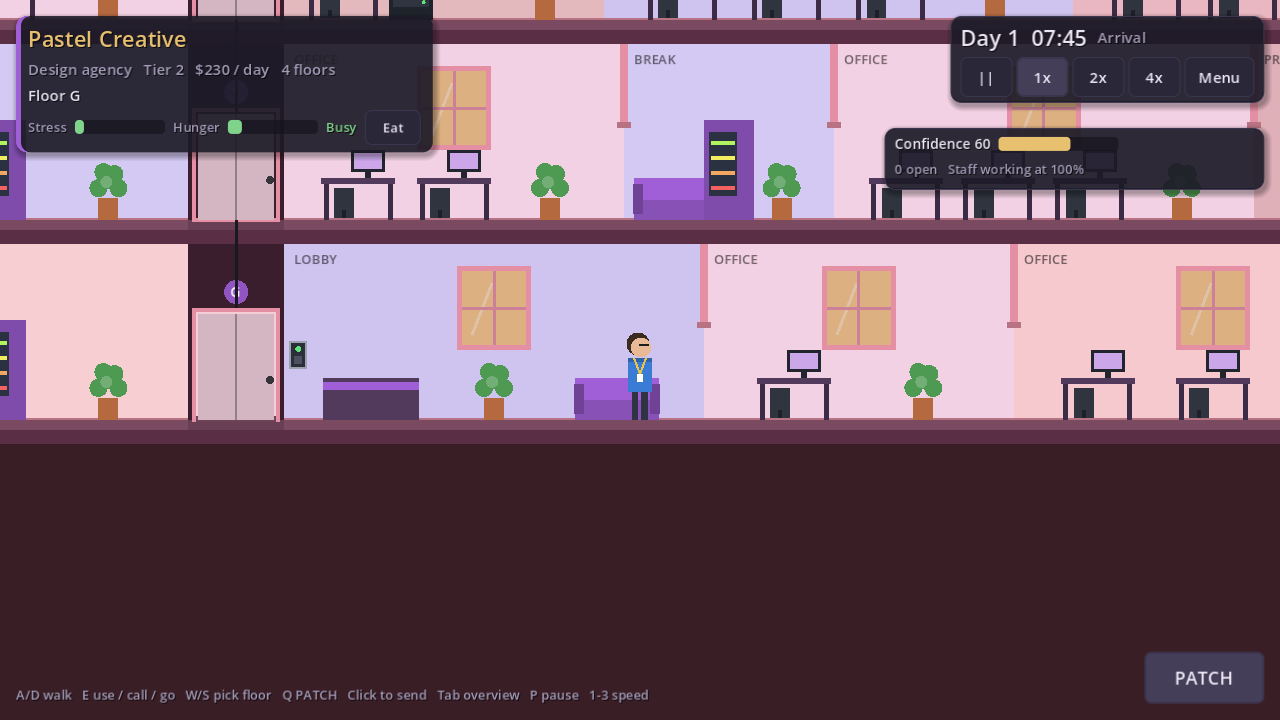 Pastel Creative
Design agency Tier 2 $230 / day 4 floors
Floor G
Stress Hunger Busy Eat
Day 1 07:45 Arrival
|| 1x 2x 4x Menu
Confidence 60
0 open Staff working at 100%
BREAK
OFFICE
LOBBY
OFFICE
OFFICE
G
PATCH
A/D walk E use / call / go W/S pick floor Q PATCH Click to send Tab overview P pause 1-3 speed